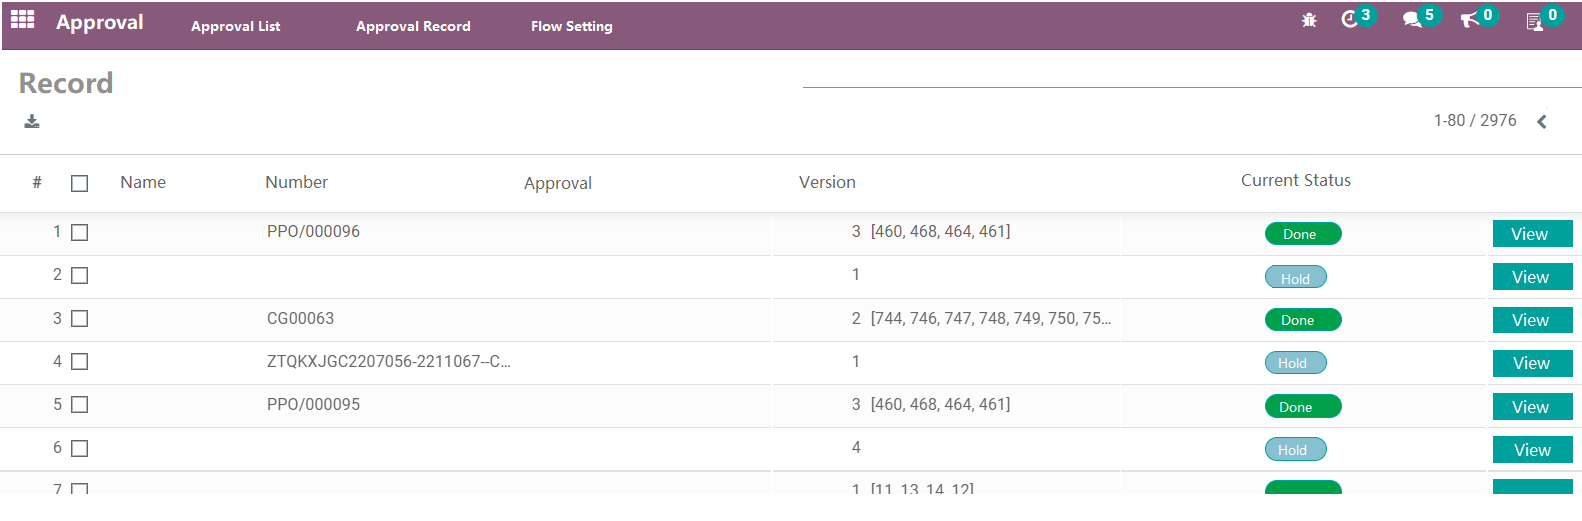 Approval Approval List Approval Record Flow Setting 3 5 0 0
Record
1-80 / 2976
# Name Number Approval Version Current Status
1 PPO/000096 3 [460, 468, 464, 461] Done View
2 1 Hold View
3 CG00063 2 [744, 746, 747, 748, 749, 750, 75... Done View
4 ZTQKXJGC2207056-2211067--C... 1 Hold View
5 PPO/000095 3 [460, 468, 464, 461] Done View
6 4 Hold View
7 1 [11, 13, 14, 12]